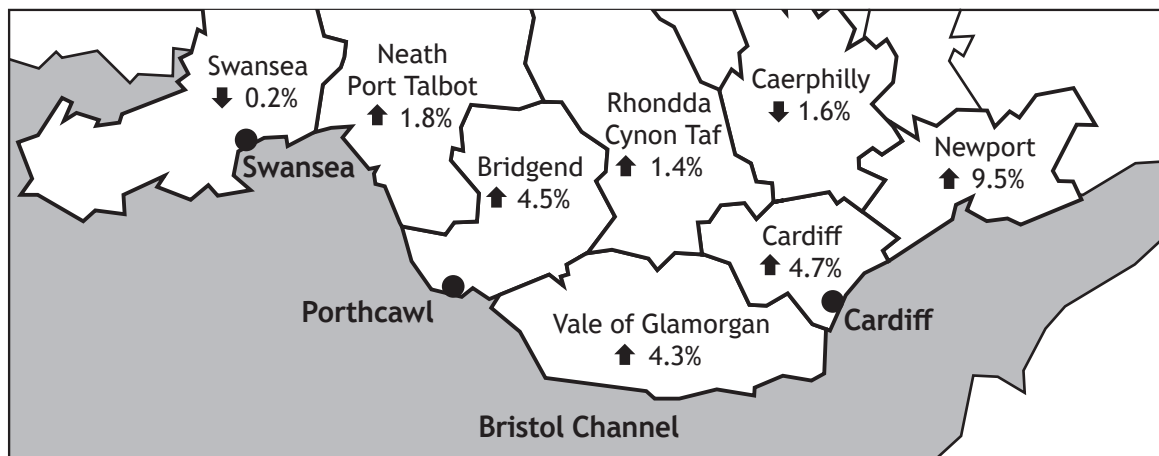 Swansea
0.2%
Swansea
Neath
Port Talbot
1.8%
Bridgend
4.5%
Rhondda
Cynon Taf
1.4%
Caerphilly
1.6%
Newport
9.5%
Cardiff
4.7%
Cardiff
Porthcawl
Vale of Glamorgan
4.3%
Bristol Channel